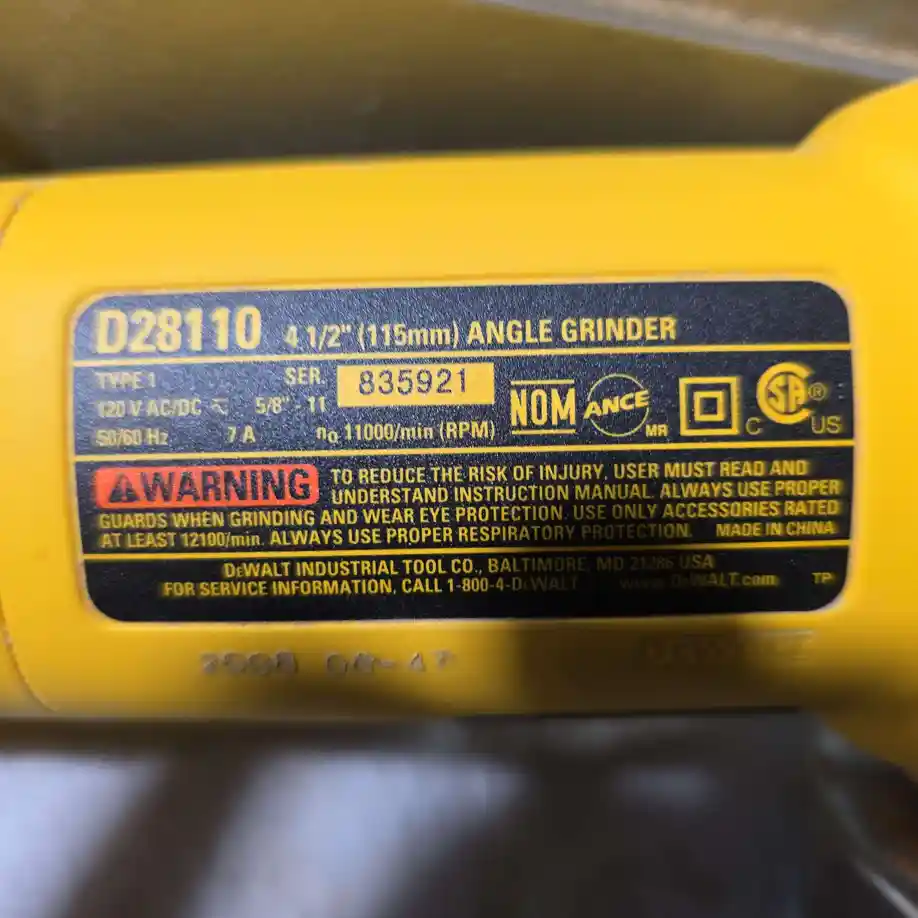 D28110 4 1/2" (115mm) ANGLE GRINDER
TYPE 1 SER. 835921
120 V AC/DC 5/8" - 11
50/60 Hz 7 A no 11000/min (RPM)
NOM ANCE MR SA ® C US
WARNING TO REDUCE THE RISK OF INJURY, USER MUST READ AND
UNDERSTAND INSTRUCTION MANUAL. ALWAYS USE PROPER
GUARDS WHEN GRINDING AND WEAR EYE PROTECTION. USE ONLY ACCESSORIES RATED
AT LEAST 12100/min. ALWAYS USE PROPER RESPIRATORY PROTECTION. MADE IN CHINA
DEWALT INDUSTRIAL TOOL CO., BALTIMORE, MD 21286 USA
FOR SERVICE INFORMATION, CALL 1-800-4-DEWALT www.DEWALT.com TP
2008